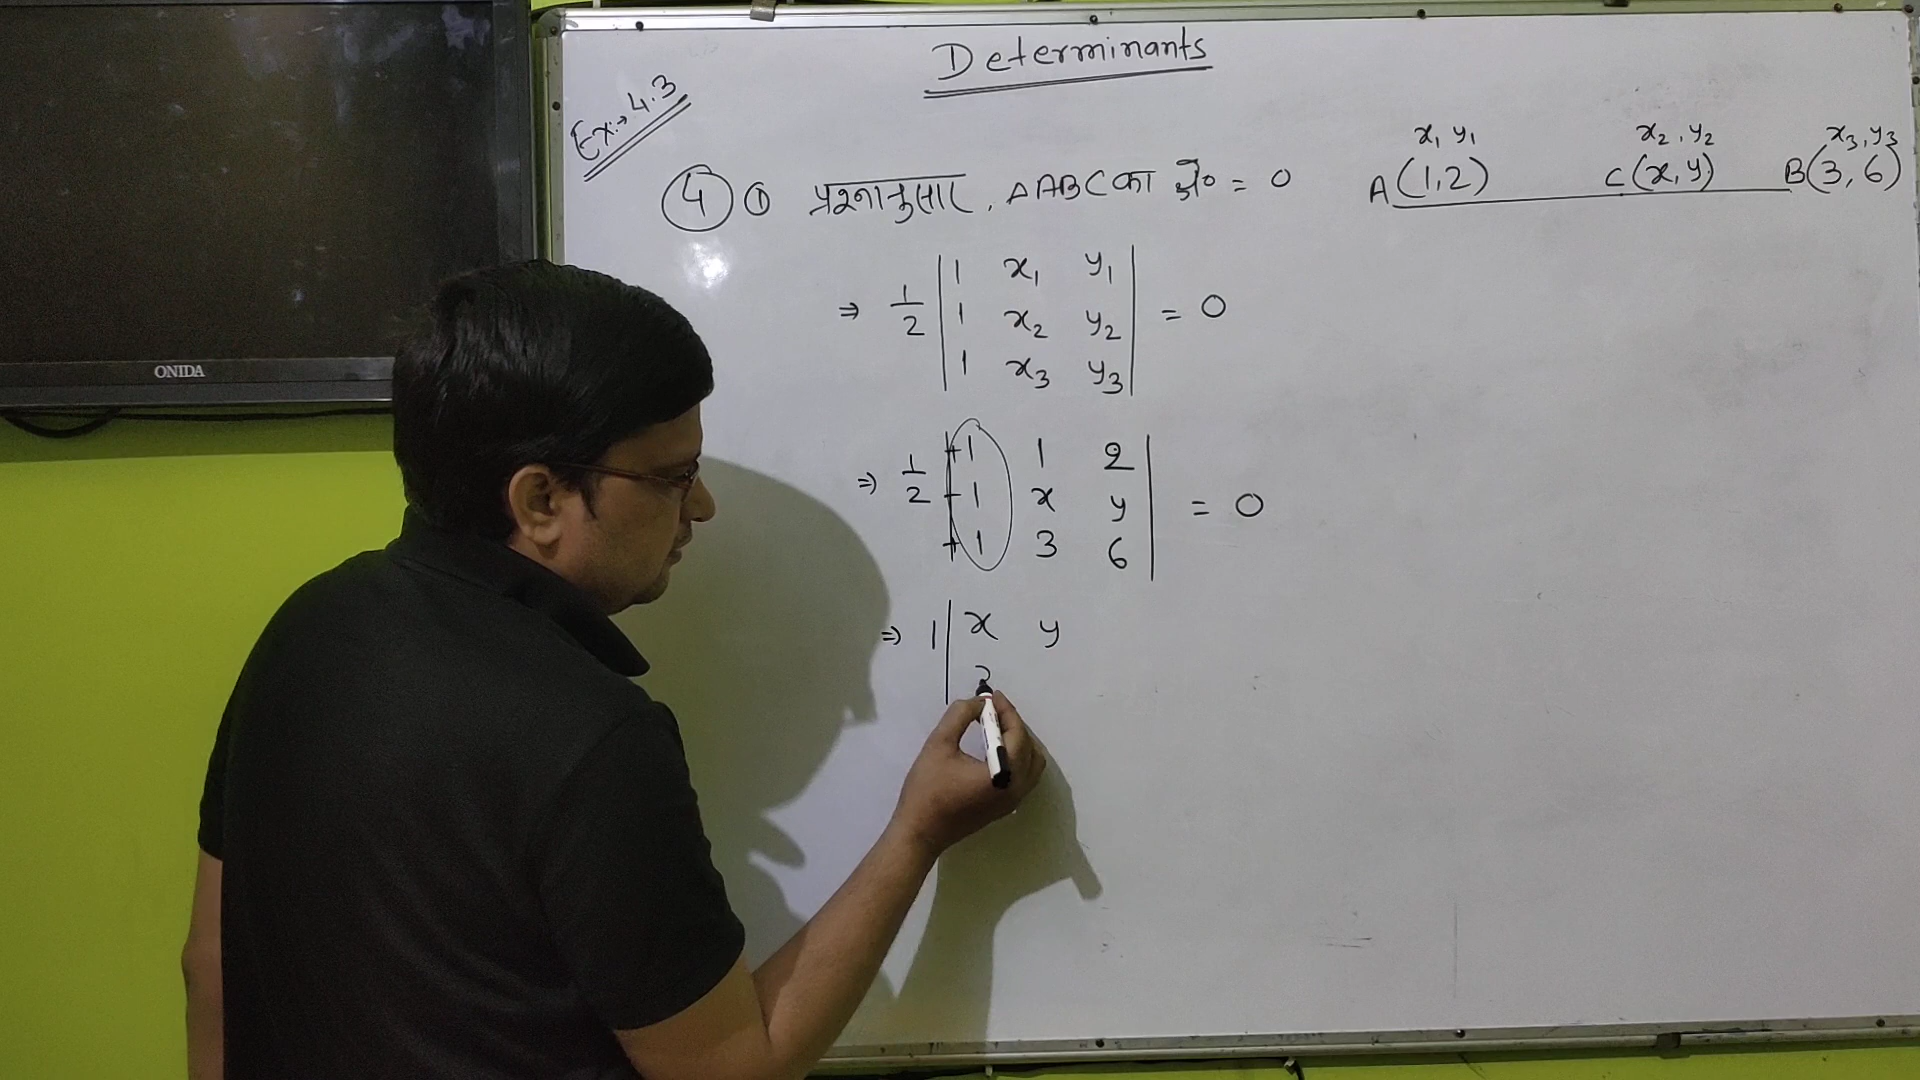 Determinants
Ex:→ 4.3
x₁ y₁ x₂, y₂ x₃, y₃
④ ① प्रश्नानुसार, △ABC का क्षे० = 0 A(1,2) C(x, y) B(3, 6)
⇒ 1/2 | 1 x₁ y₁ |
| 1 x₂ y₂ | = 0
| 1 x₃ y₃ |
⇒ 1/2 | +1 1 2 |
| -1 x y | = 0
| +1 3 6 |
⇒ 1 | x y
ONIDA